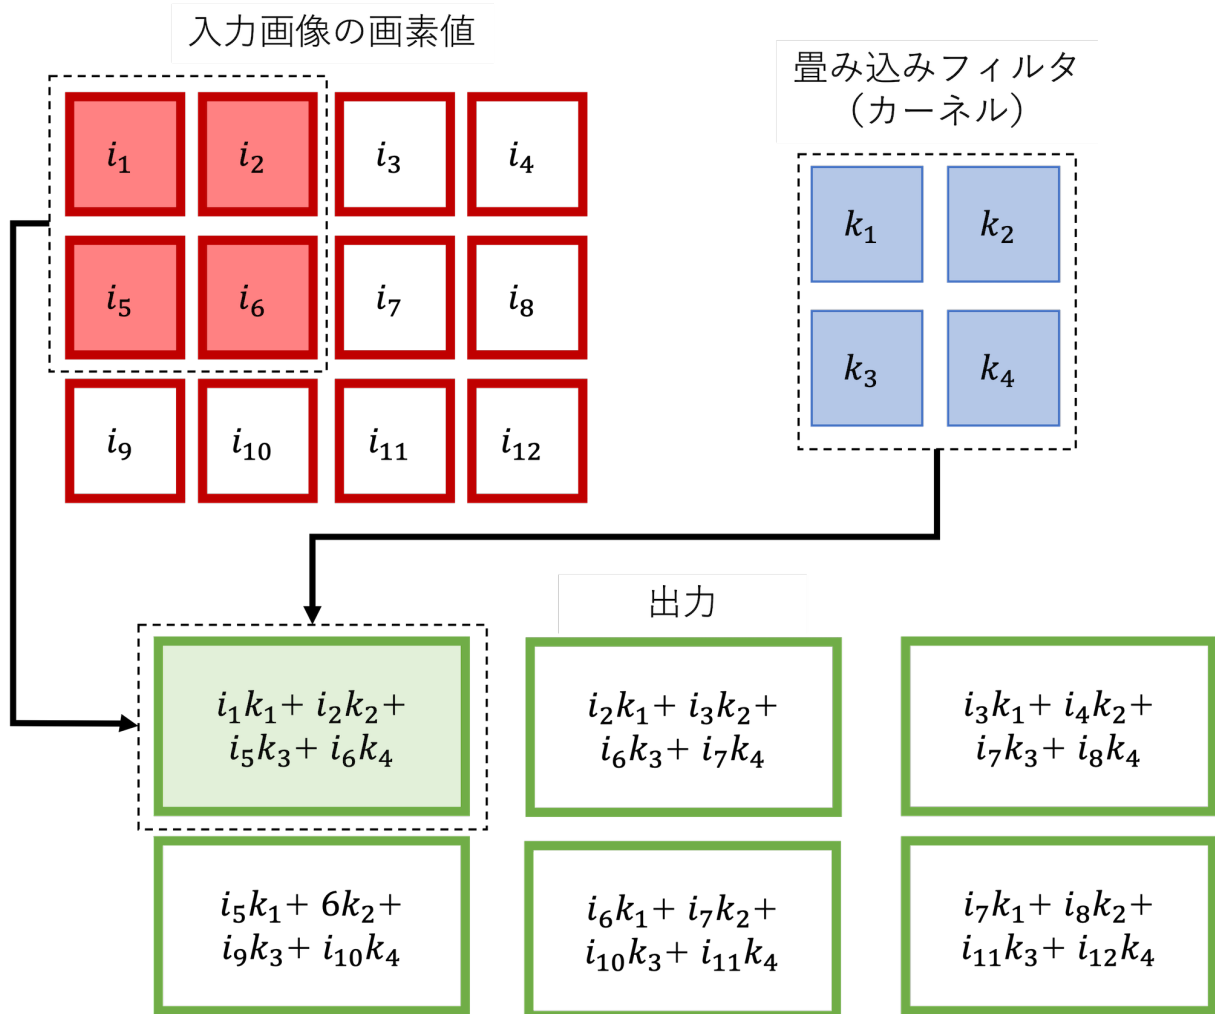 入力画像の画素値
畳み込みフィルタ
（カーネル）
i₁ i₂ i₃ i₄
i₅ i₆ i₇ i₈
i₉ i₁₀ i₁₁ i₁₂
k₁ k₂
k₃ k₄
出力
i₁k₁+ i₂k₂+
i₅k₃+ i₆k₄
i₂k₁+ i₃k₂+
i₆k₃+ i₇k₄
i₃k₁+ i₄k₂+
i₇k₃+ i₈k₄
i₅k₁+ 6k₂+
i₉k₃+ i₁₀k₄
i₆k₁+ i₇k₂+
i₁₀k₃+ i₁₁k₄
i₇k₁+ i₈k₂+
i₁₁k₃+ i₁₂k₄